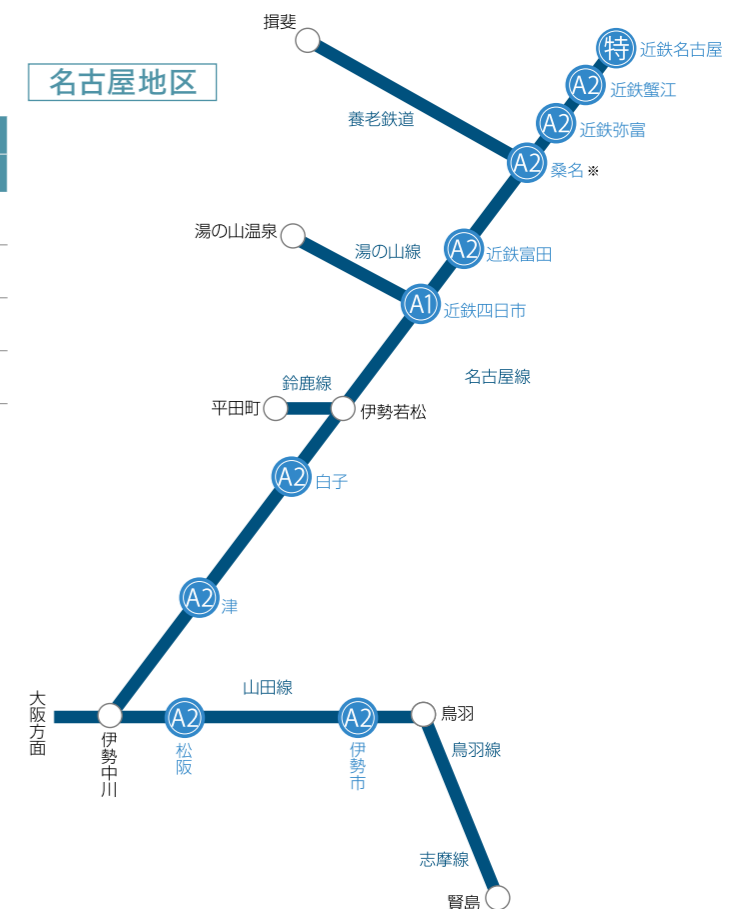 揖斐
特 近鉄名古屋
名古屋地区
A2 近鉄蟹江
養老鉄道
A2 近鉄弥富
A2 桑名 ※
湯の山温泉
湯の山線
A2 近鉄富田
A1 近鉄四日市
名古屋線
鈴鹿線
平田町
伊勢若松
A2 白子
A2 津
山田線
大阪方面
伊勢中川
A2 松阪
A2 伊勢市
鳥羽
鳥羽線
志摩線
賢島